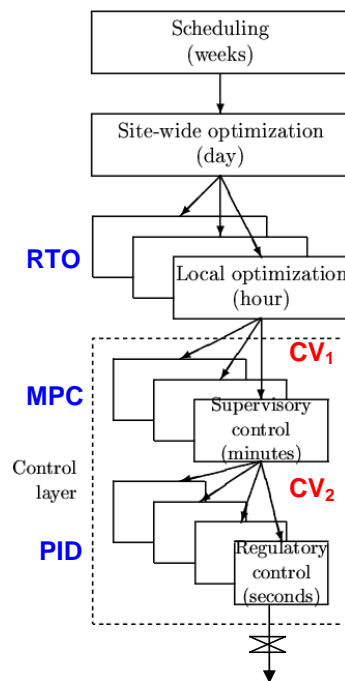 Scheduling
(weeks)
Site-wide optimization
(day)
RTO
Local optimization
(hour)
CV₁
MPC
Supervisory
control
(minutes)
Control
layer
CV₂
PID
Regulatory
control
(seconds)